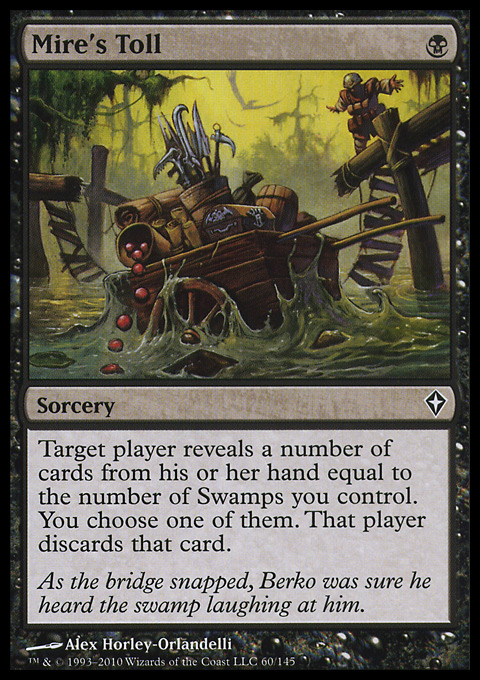 Mire's Toll
Sorcery
Target player reveals a number of
cards from his or her hand equal to
the number of Swamps you control.
You choose one of them. That player
discards that card.
As the bridge snapped, Berko was sure he
heard the swamp laughing at him.
Alex Horley-Orlandelli
™ & © 1993–2010 Wizards of the Coast LLC 60/145